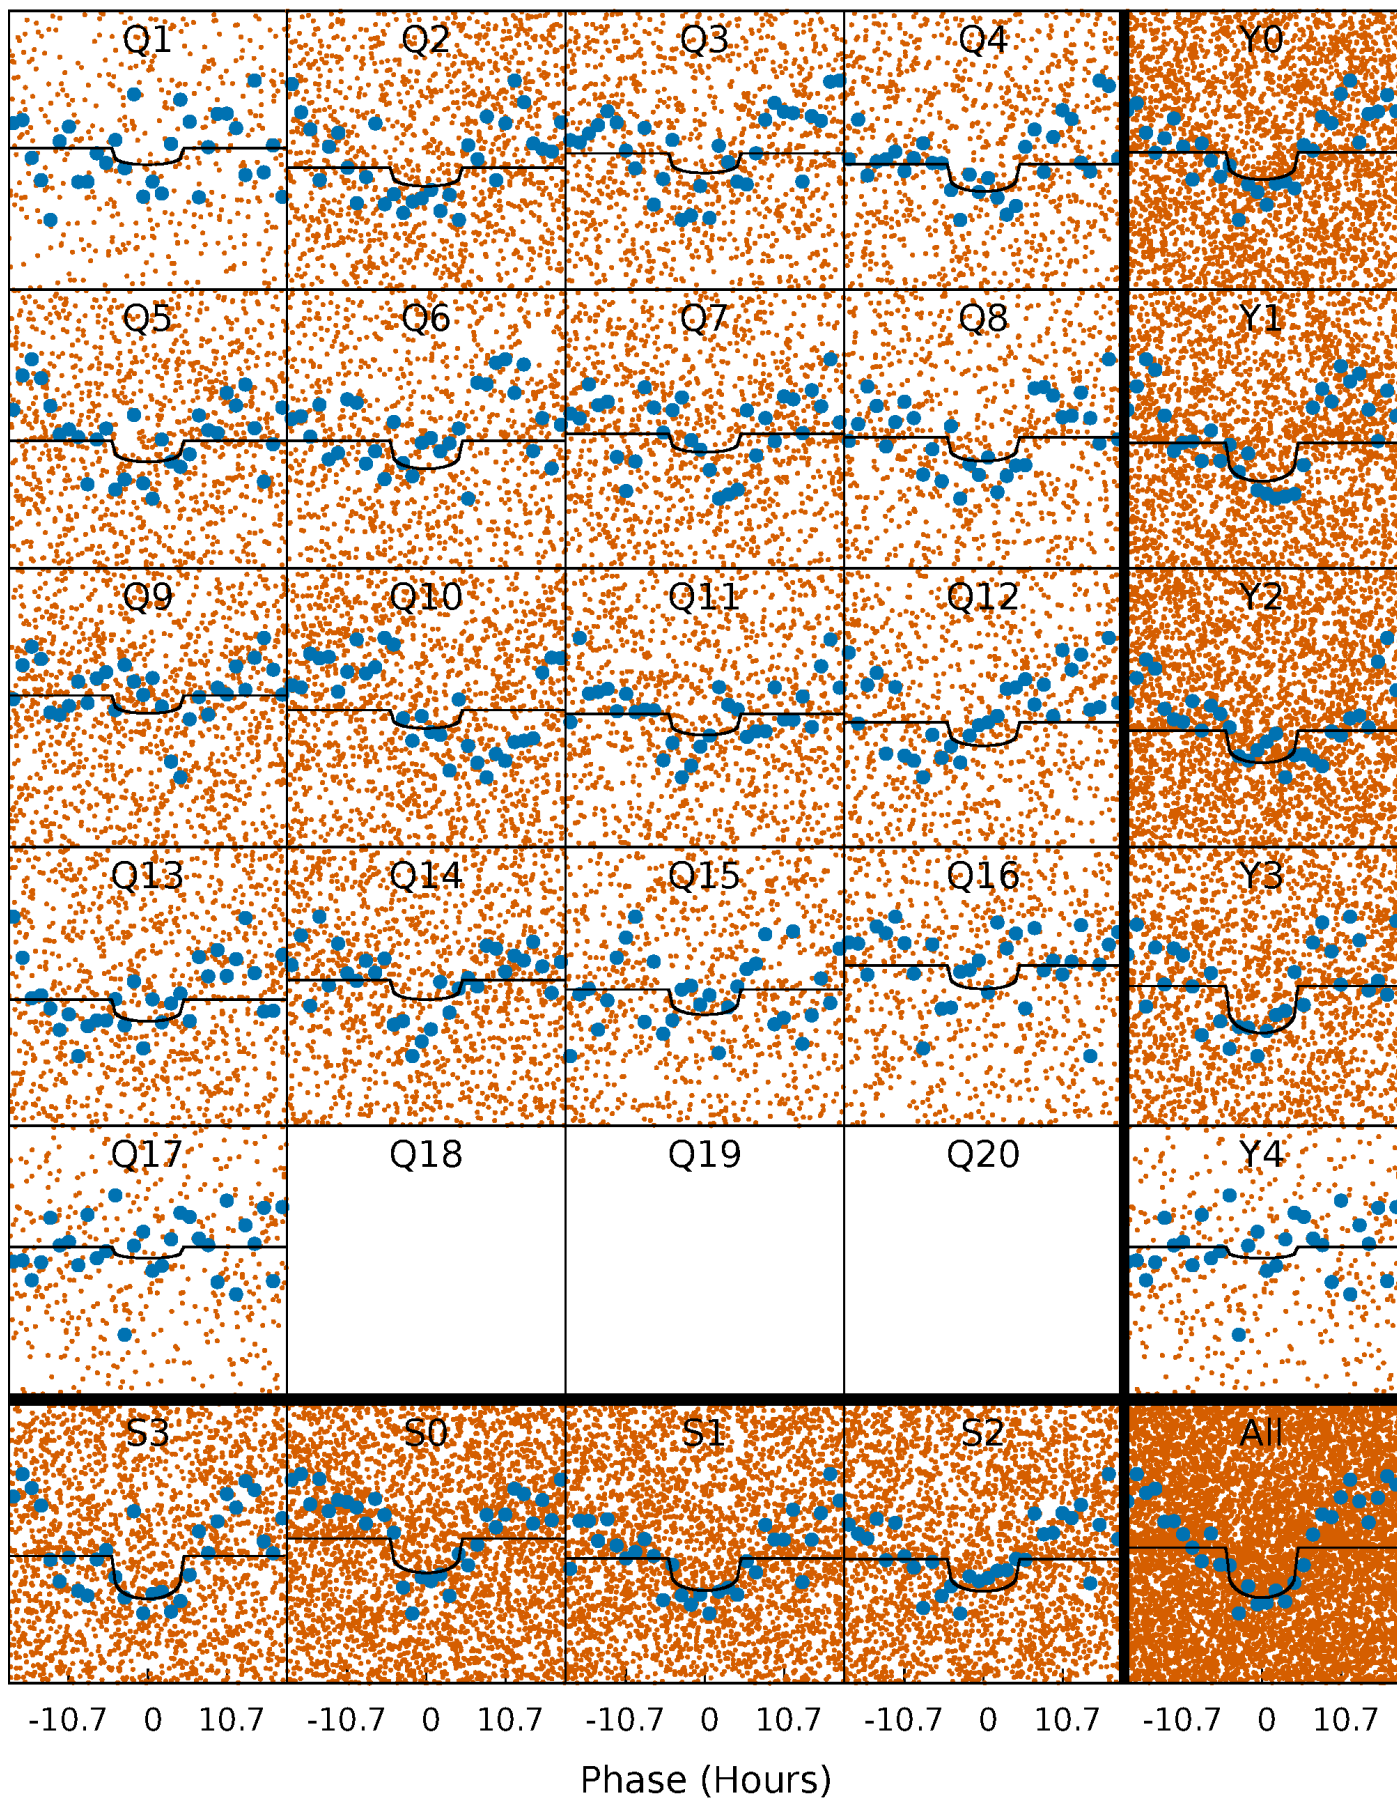 Q1 Q2 Q3 Q4 Y0
Q5 Q6 Q7 Q8 Y1
Q9 Q10 Q11 Q12 Y2
Q13 Q14 Q15 Q16 Y3
Q17 Q18 Q19 Q20 Y4
S3 S0 S1 S2 All
-10.7 0 10.7 -10.7 0 10.7 -10.7 0 10.7 -10.7 0 10.7 -10.7 0 10.7
Phase (Hours)